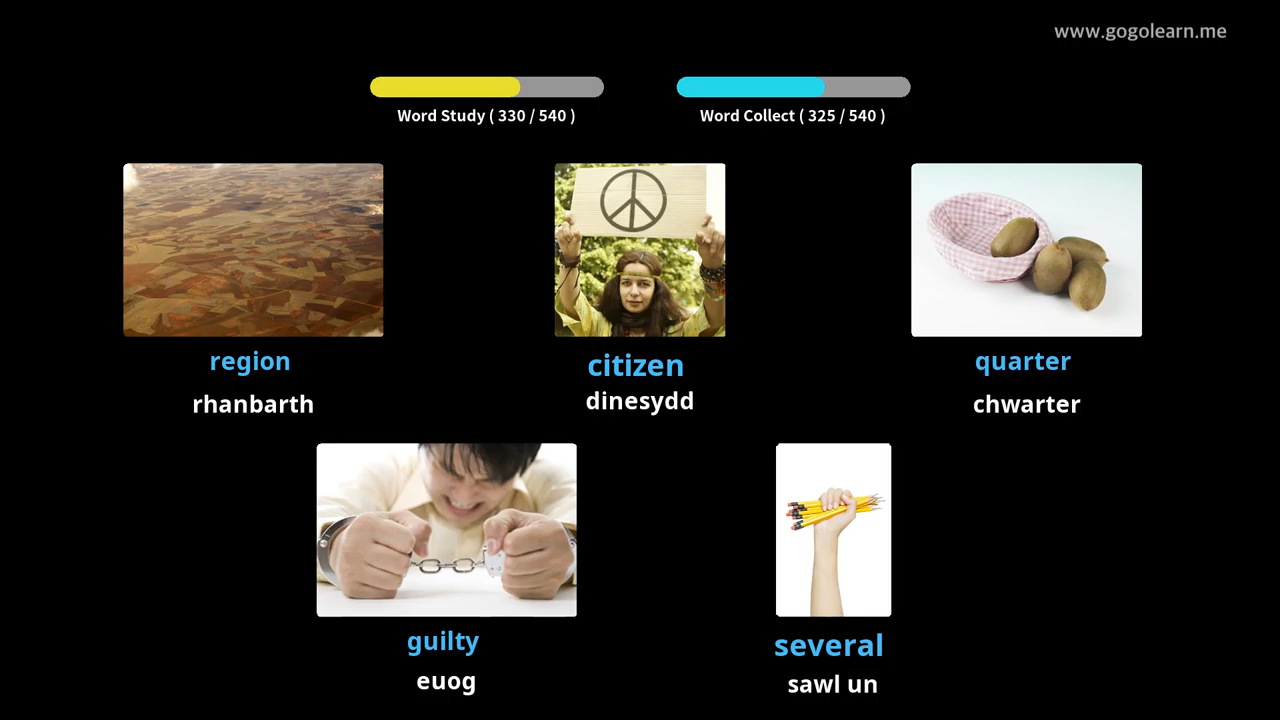 www.gogolearn.me
Word Study ( 330 / 540 )
Word Collect ( 325 / 540 )
region
citizen
quarter
rhanbarth
dinesydd
chwarter
guilty
several
euog
sawl un